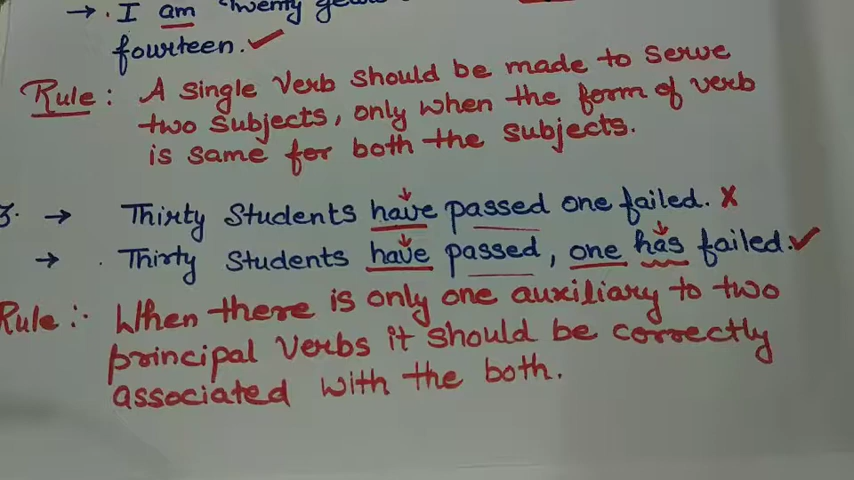 → · I am Twenty
fourteen. ✓
Rule: A single verb should be made to serve
two subjects, only when the form of verb
is same for both the subjects.
3. → Thirty Students have passed one failed. X
→ · Thirty Students have passed, one has failed. ✓
Rule :· When there is only one auxiliary to two
principal verbs it should be correctly
associated with the both.